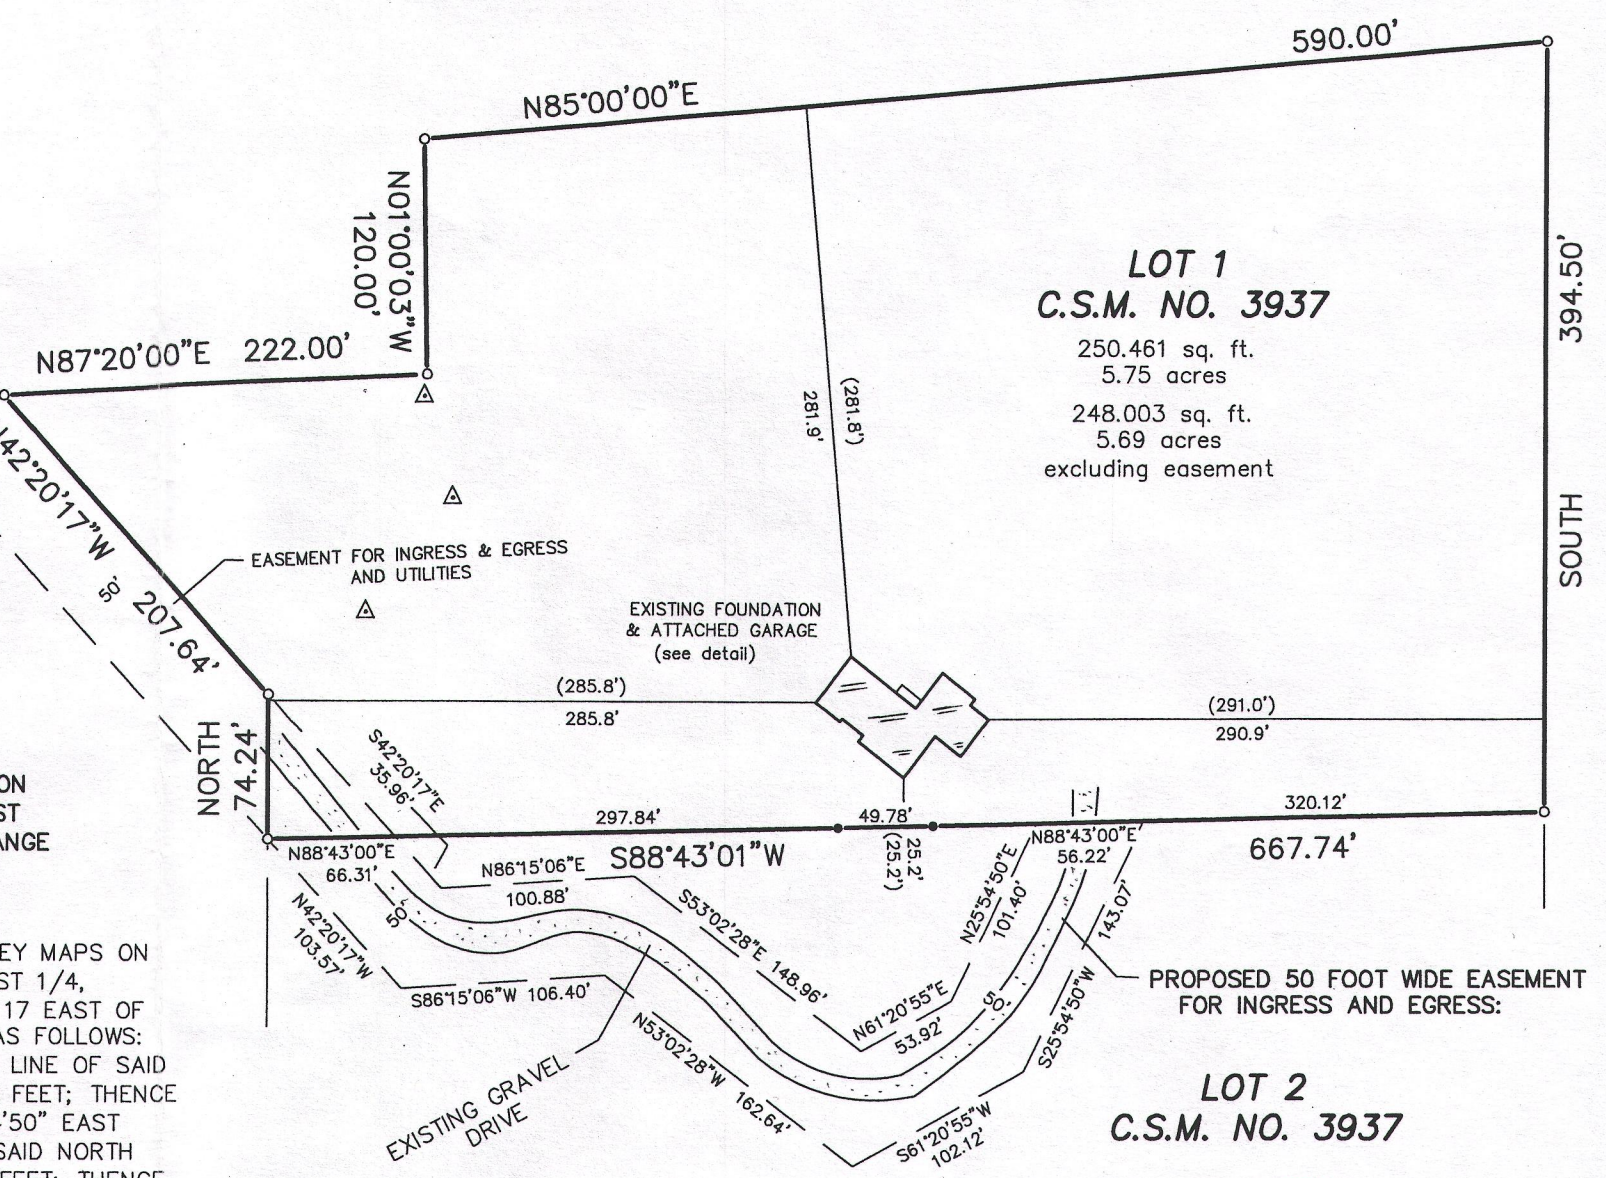 590.00'
N85°00'00"E
N01°00'03"W
120.00'
LOT 1
C.S.M. NO. 3937
250.461 sq. ft.
5.75 acres
248.003 sq. ft.
5.69 acres
excluding easement
394.50'
SOUTH
N87°20'00"E 222.00'
42°20'17"W 207.64'
50'
(281.8')
281.9'
EASEMENT FOR INGRESS & EGRESS
AND UTILITIES
EXISTING FOUNDATION
& ATTACHED GARAGE
(see detail)
(285.8')
285.8'
(291.0')
290.9'
NORTH
74.24'
S42°20'17"E
35.96'
297.84'
49.78'
320.12'
S88°43'01"W
667.74'
25.2'
(25.2')
N88°43'00"E
66.31'
N88°43'00"E
56.22'
N86°15'06"E
100.88'
50'
N42°20'17"W
103.57'
S86°15'06"W 106.40'
S53°02'28"E 148.96'
N53°02'28"W 162.64'
N61°20'55"E
53.92'
N25°54'50"E
101.40'
50'
143.07'
S25°54'50"W
S61°20'55"W
102.12'
PROPOSED 50 FOOT WIDE EASEMENT
FOR INGRESS AND EGRESS:
EXISTING GRAVEL
DRIVE
LOT 2
C.S.M. NO. 3937
ON
ST
ANGE
EY MAPS ON
ST 1/4,
17 EAST OF
AS FOLLOWS:
LINE OF SAID
FEET; THENCE
'50" EAST
SAID NORTH
FEET; THENCE